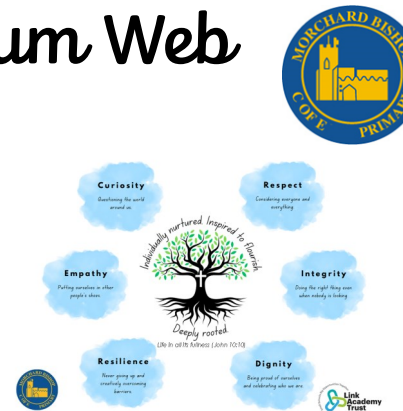 um Web
MORCHARD BISHOP
C OF E PRIMARY
Curiosity
Questioning the world
around us.
Respect
Considering everyone and
everything
Individually nurtured. Inspired to flourish.
Empathy
Putting ourselves in other
people's shoes
Integrity
Doing the right thing even
when nobody is looking
Deeply rooted.
Life in all its fullness (John 10:10)
Resilience
Never giving up and
creatively overcoming
barriers
Dignity
Being proud of ourselves
and celebrating who we are
Link
Academy
Trust